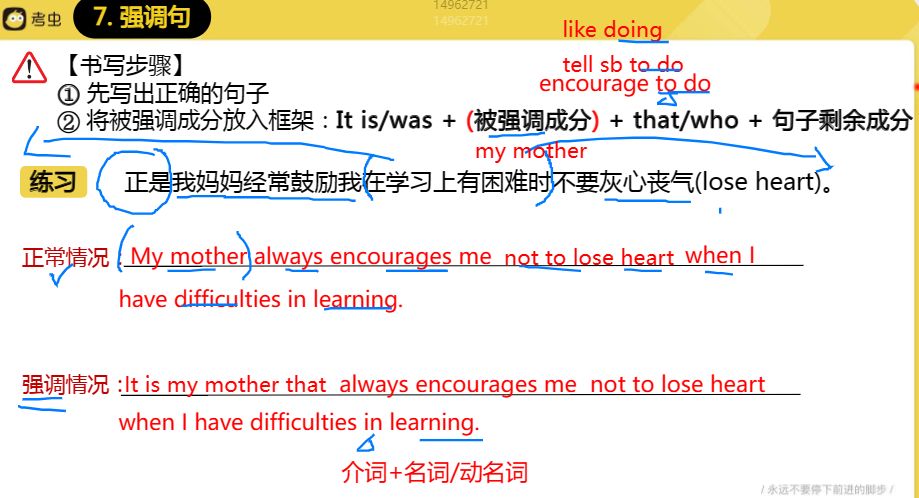 考虫
7. 强调句
14962721
14962721
like doing
tell sb to do
encourage to do
【书写步骤】
① 先写出正确的句子
② 将被强调成分放入框架：It is/was + (被强调成分) + that/who + 句子剩余成分
my mother
练习 正是我妈妈经常鼓励我在学习上有困难时不要灰心丧气(lose heart)。
正常情况：My mother always encourages me not to lose heart when I
have difficulties in learning.
强调情况：It is my mother that always encourages me not to lose heart
when I have difficulties in learning.
介词+名词/动名词
/ 永远不要停下前进的脚步 /